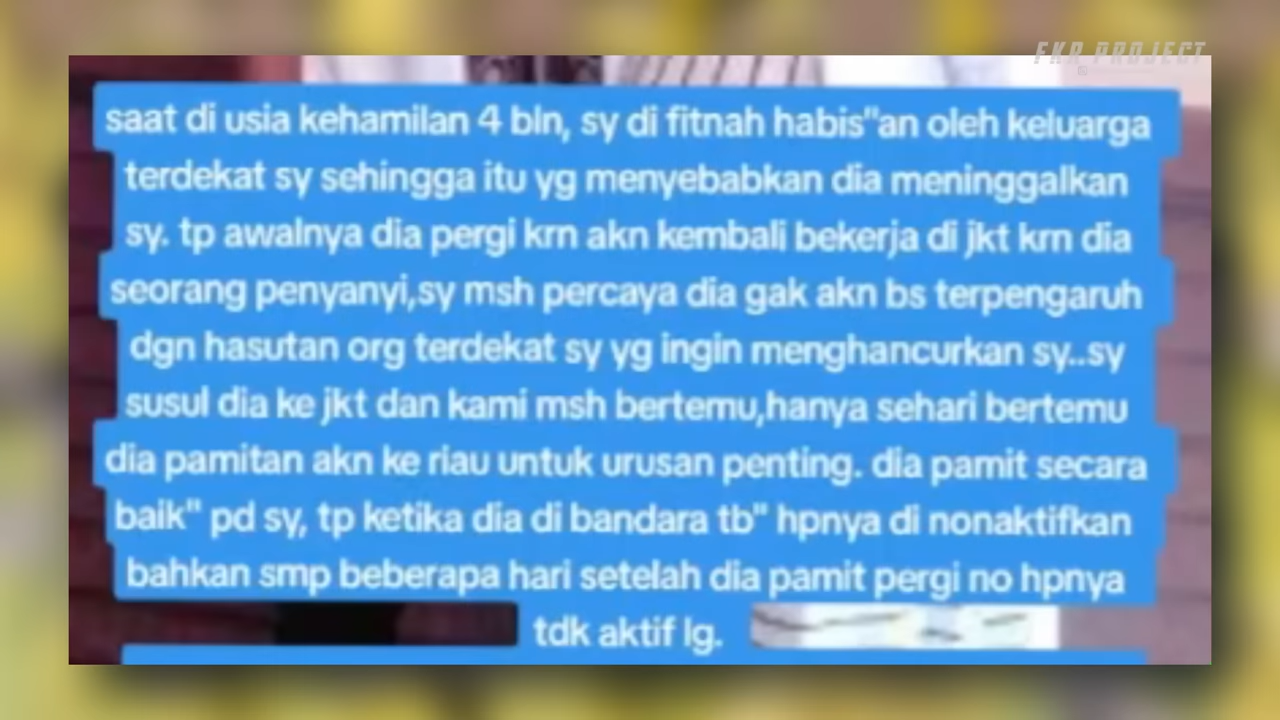 FKR PROJECT
saat di usia kehamilan 4 bln, sy di fitnah habis"an oleh keluarga
terdekat sy sehingga itu yg menyebabkan dia meninggalkan
sy. tp awalnya dia pergi krn akn kembali bekerja di jkt krn dia
seorang penyanyi,sy msh percaya dia gak akn bs terpengaruh
dgn hasutan org terdekat sy yg ingin menghancurkan sy..sy
susul dia ke jkt dan kami msh bertemu,hanya sehari bertemu
dia pamitan akn ke riau untuk urusan penting. dia pamit secara
baik" pd sy, tp ketika dia di bandara tb" hpnya di nonaktifkan
bahkan smp beberapa hari setelah dia pamit pergi no hpnya
tdk aktif lg.